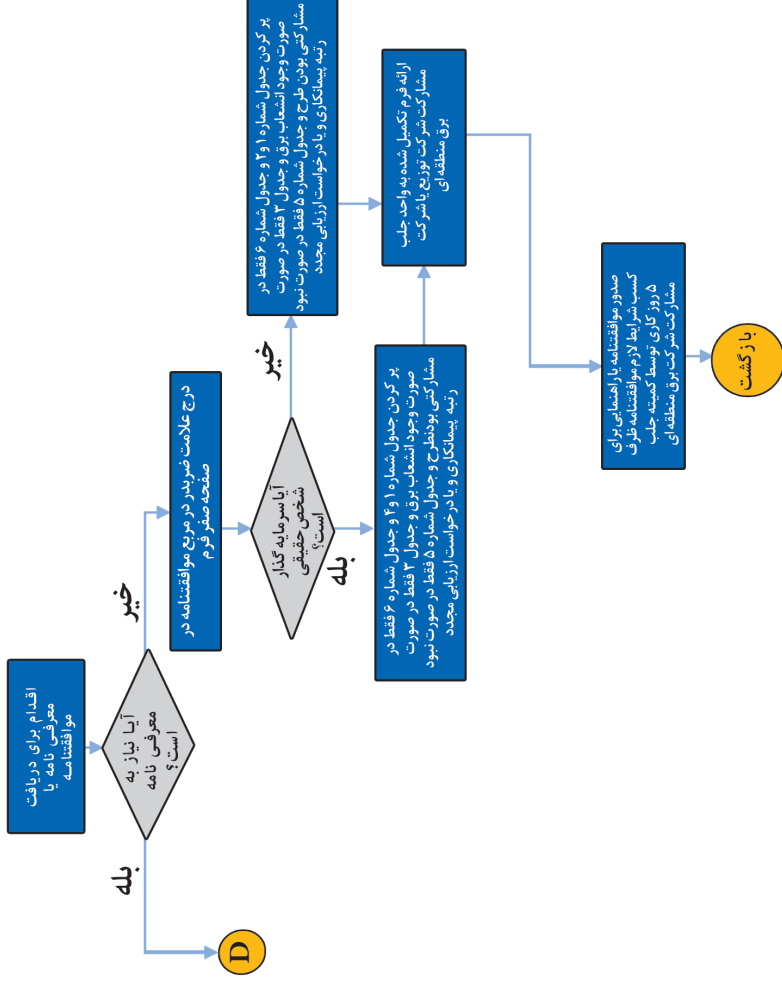 اقدام برای دریافت
معرفی نامه یا
موافقتنامه
آیا نیاز به
معرفی نامه
است؟
بله
D
خیر
درج علامت ضربدر در مربع موافقتنامه در
صفحه صفر فرم
آیا سرمایه گذار
شخص حقیقی
است؟
خیر
پر کردن جدول شماره ۱ و ۲ و جدول شماره ۶ فقط در
صورت وجود انشعاب برق و جدول ۳ فقط در صورت
مشارکتی بودن طرح و جدول شماره ۵ فقط در صورت نبود
رتبه پیمانکاری و یا درخواست ارزیابی مجدد
بله
پر کردن جدول شماره ۱ و ۴ و جدول شماره ۶ فقط در
صورت وجود انشعاب برق و جدول ۳ فقط در صورت
مشارکتی بودنطرح و جدول شماره ۵ فقط در صورت نبود
رتبه پیمانکاری و یا درخواست ارزیابی مجدد
ارائه فرم تکمیل شده به واحد جلب
مشارکت شرکت توزیع یا شرکت
برق منطقه ای
صدور موافقتنامه یا راهنمایی برای
کسب شرایط لازم موافقتنامه ظرف
۵ روز کاری توسط کمیته جلب
مشارکت شرکت برق منطقه ای
بازگشت